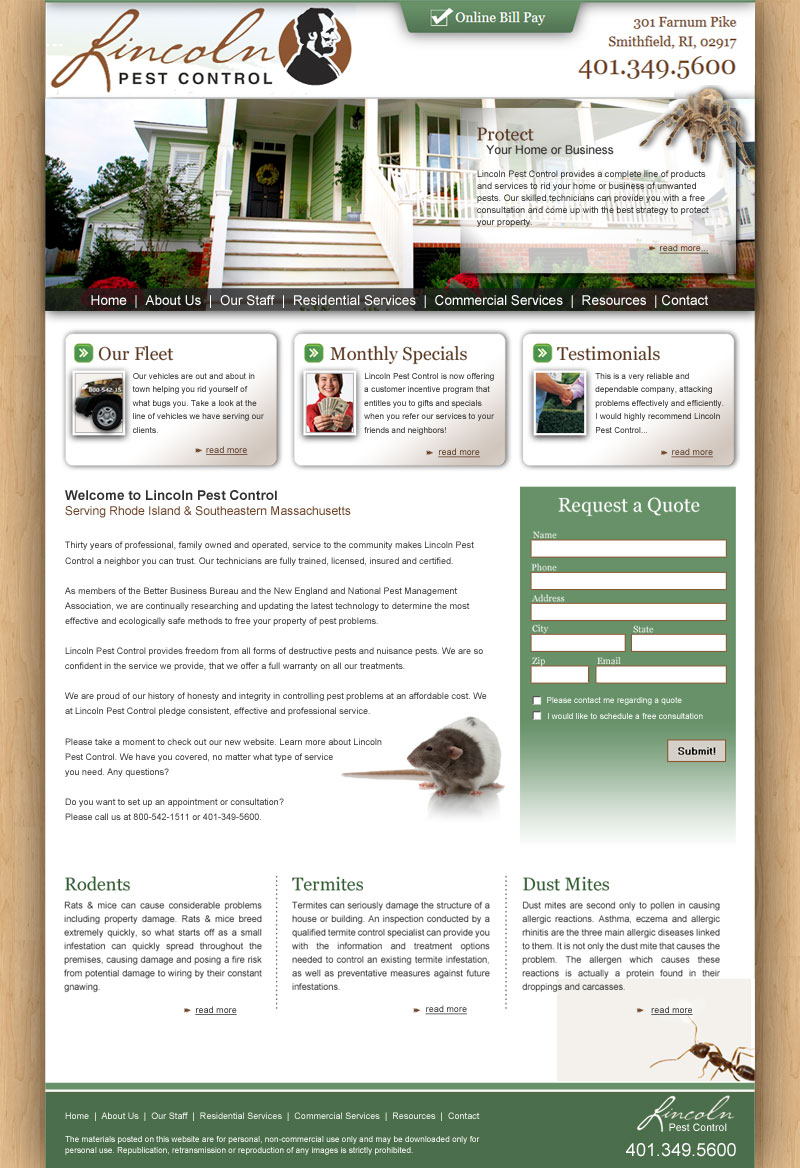 Lincoln
PEST CONTROL
Online Bill Pay
301 Farnum Pike
Smithfield, RI, 02917
401.349.5600
Protect
Your Home or Business
Lincoln Pest Control provides a complete line of products
and services to rid your home or business of unwanted
pests. Our skilled technicians can provide you with a free
consultation and come up with the best strategy to protect
your property.
read more...
Home | About Us | Our Staff | Residential Services | Commercial Services | Resources | Contact
Our Fleet
800-542-15
Our vehicles are out and about in
town helping you rid yourself of
what bugs you. Take a look at the
line of vehicles we have serving our
clients.
read more
Monthly Specials
Lincoln Pest Control is now offering
a customer incentive program that
entitles you to gifts and specials
when you refer our services to your
friends and neighbors!
read more
Testimonials
This is a very reliable and
dependable company, attacking
problems effectively and efficiently.
I would highly recommend Lincoln
Pest Control...
read more
Welcome to Lincoln Pest Control
Serving Rhode Island & Southeastern Massachusetts
Thirty years of professional, family owned and operated, service to the community makes Lincoln Pest
Control a neighbor you can trust. Our technicians are fully trained, licensed, insured and certified.
As members of the Better Business Bureau and the New England and National Pest Management
Association, we are continually researching and updating the latest technology to determine the most
effective and ecologically safe methods to free your property of pest problems.
Lincoln Pest Control provides freedom from all forms of destructive pests and nuisance pests. We are so
confident in the service we provide, that we offer a full warranty on all our treatments.
We are proud of our history of honesty and integrity in controlling pest problems at an affordable cost. We
at Lincoln Pest Control pledge consistent, effective and professional service.
Please take a moment to check out our new website. Learn more about Lincoln
Pest Control. We have you covered, no matter what type of service
you need. Any questions?
Do you want to set up an appointment or consultation?
Please call us at 800-542-1511 or 401-349-5600.
Request a Quote
Name
Phone
Address
City State
Zip Email
Please contact me regarding a quote
I would like to schedule a free consultation
Submit!
Rodents
Rats & mice can cause considerable problems
including property damage. Rats & mice breed
extremely quickly, so what starts off as a small
infestation can quickly spread throughout the
premises, causing damage and posing a fire risk
from potential damage to wiring by their constant
gnawing.
read more
Termites
Termites can seriously damage the structure of a
house or building. An inspection conducted by a
qualified termite control specialist can provide you
with the information and treatment options
needed to control an existing termite infestation,
as well as preventative measures against future
infestations.
read more
Dust Mites
Dust mites are second only to pollen in causing
allergic reactions. Asthma, eczema and allergic
rhinitis are the three main allergic diseases linked
to them. It is not only the dust mite that causes the
problem. The allergen which causes these
reactions is actually a protein found in their
droppings and carcasses.
read more
Home | About Us | Our Staff | Residential Services | Commercial Services | Resources | Contact
The materials posted on this website are for personal, non-commercial use only and may be downloaded only for
personal use. Republication, retransmission or reproduction of any images is strictly prohibited.
Lincoln
Pest Control
401.349.5600